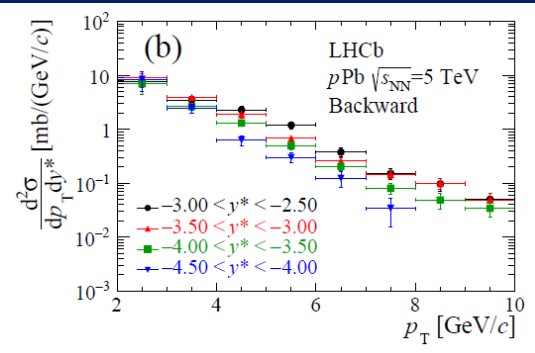 (b)
LHCb
pPb √sNN=5 TeV
Backward
d²σ/dpTdy* [mb/(GeV/c)]
10²
10
1
10⁻¹
10⁻²
10⁻³
−3.00 < y* < −2.50
−3.50 < y* < −3.00
−4.00 < y* < −3.50
−4.50 < y* < −4.00
2 4 6 8 10
pT [GeV/c]